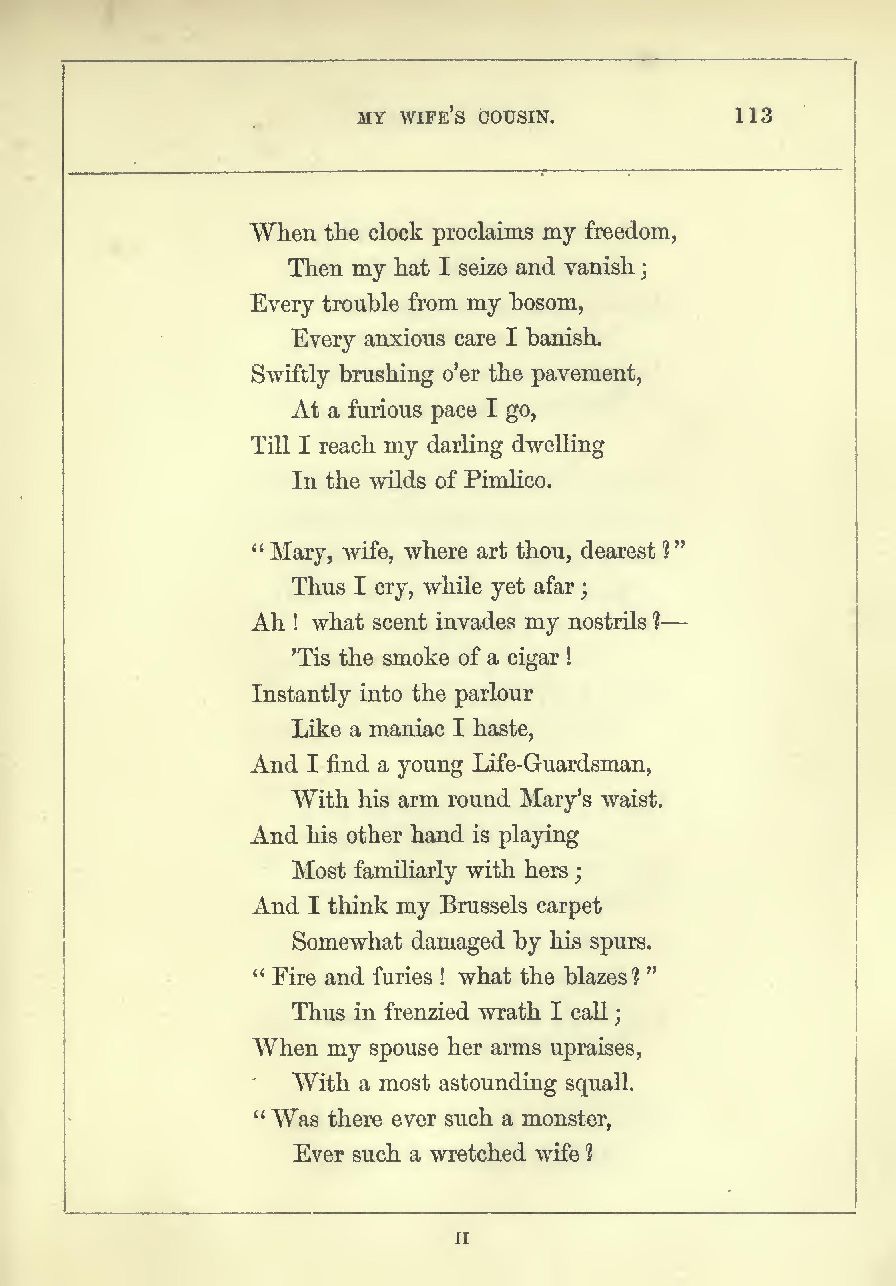 MY WIFE'S COUSIN. 113
When the clock proclaims my freedom,
Then my hat I seize and vanish;
Every trouble from my bosom,
Every anxious care I banish.
Swiftly brushing o'er the pavement,
At a furious pace I go,
Till I reach my darling dwelling
In the wilds of Pimlico.
"Mary, wife, where art thou, dearest?"
Thus I cry, while yet afar;
Ah! what scent invades my nostrils?—
'Tis the smoke of a cigar!
Instantly into the parlour
Like a maniac I haste,
And I find a young Life-Guardsman,
With his arm round Mary's waist.
And his other hand is playing
Most familiarly with hers;
And I think my Brussels carpet
Somewhat damaged by his spurs.
"Fire and furies! what the blazes?"
Thus in frenzied wrath I call;
When my spouse her arms upraises,
With a most astounding squall.
"Was there ever such a monster,
Ever such a wretched wife?
II